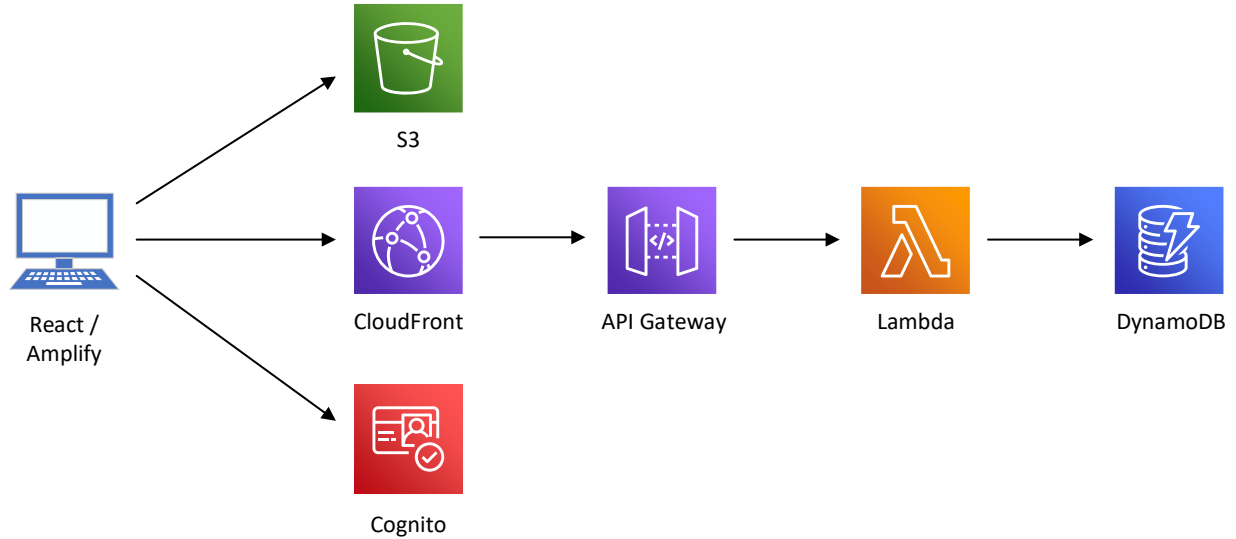 S3
React /
Amplify
CloudFront
API Gateway
</>
Lambda
DynamoDB
Cognito